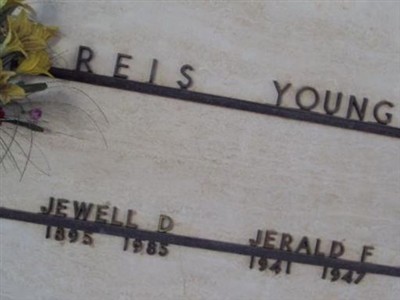 REIS YOUNG
JEWELL D JERALD F
1895 1985 1941 1947